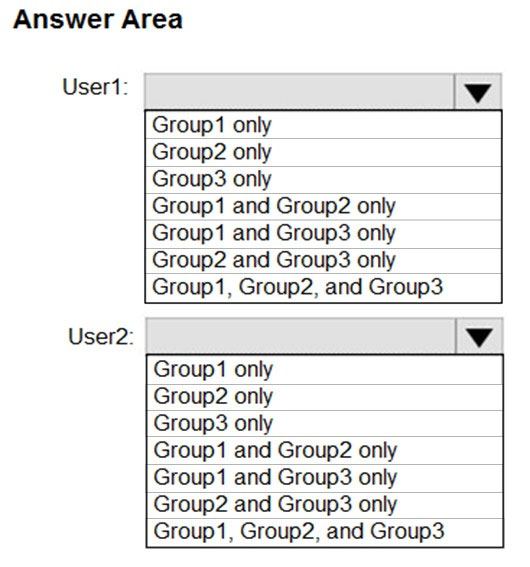 Answer Area
User1:
Group1 only
Group2 only
Group3 only
Group1 and Group2 only
Group1 and Group3 only
Group2 and Group3 only
Group1, Group2, and Group3
User2:
Group1 only
Group2 only
Group3 only
Group1 and Group2 only
Group1 and Group3 only
Group2 and Group3 only
Group1, Group2, and Group3